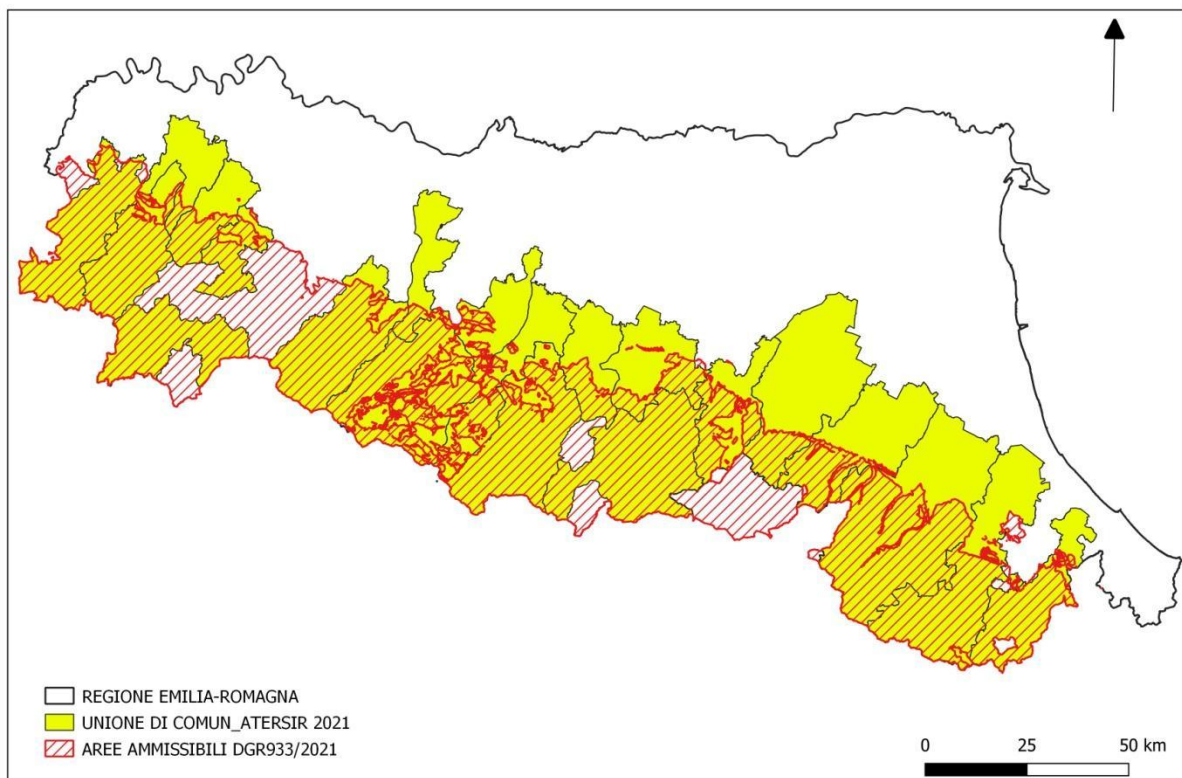 REGIONE EMILIA-ROMAGNA
UNIONE DI COMUN_ATERSIR 2021
AREE AMMISSIBILI DGR933/2021
0 25 50 km